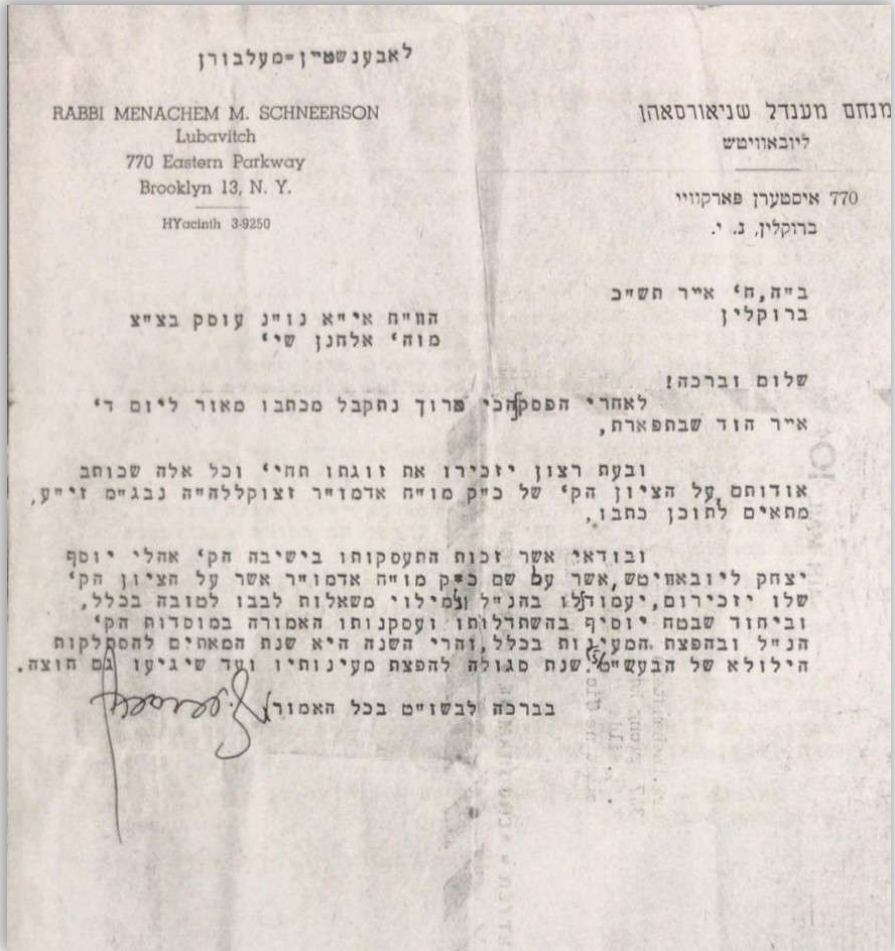 לאבענשטיין=מעלבורן
RABBI MENACHEM M. SCHNEERSON
Lubavitch
770 Eastern Parkway
Brooklyn 13, N. Y.
HYacinth 3-9250
מנחם מענדל שניאורסאהן
ליובאוויטש
770 איסטערן פארקוויי
ברוקלין, נ. י.
ב"ה, ח' אייר תש"כ
ברוקלין
הוו"ח אי"א נו"נ עוסק בצ"צ
מוה' אלחנן שי'
שלום וברכה!
לאחרי הפסק הכי ארוך נתקבל מכתבו מאור ליום ד'
אייר הוד שבתפארת,
ובעת רצון יזכירו את זוגתו תחי' וכל אלה שכותב
אודותם, על הציון הק' של כ"ק מו"ח אדמו"ר זצוקללה"ה נבג"מ זי"ע,
מתאים לתוכן כתבו,
ובודאי אשר זכות התעסקותו בישיבה הק' אהלי יוסף
יצחק ליובאוויטש,אשר על שם כ"ק מו"ח אדמו"ר אשר על הציון הק'
שלו יזכירום, יעמוד לו בהנ"ל ולמילוי משאלות לבבו לטובה בכלל,
וביחוד שבטח יוסיף בהשתדלותו ועסקנותו האמורה במוסדות הק'
הנ"ל ובהפצת המעינות בכלל,והרי השנה היא שנת המאתים להסתלקות
הילולא של הבעש"ט, שנת סגולה להפצת מעינותיו ועד שיגיעו גם חוצה.
בברכה לבשו"ט בכל האמור